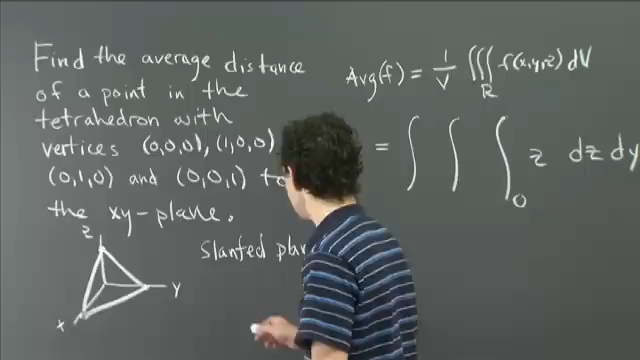 Find the average distance
of a point in the
tetrahedron with
vertices (0,0,0), (1,0,0)
(0,1,0) and (0,0,1) to
the xy-plane.
Avg(f) = 1/V ∭_R f(x,y,z) dV
= ∫ ∫ ∫_0 z dz dy
Slanted
z
y
x